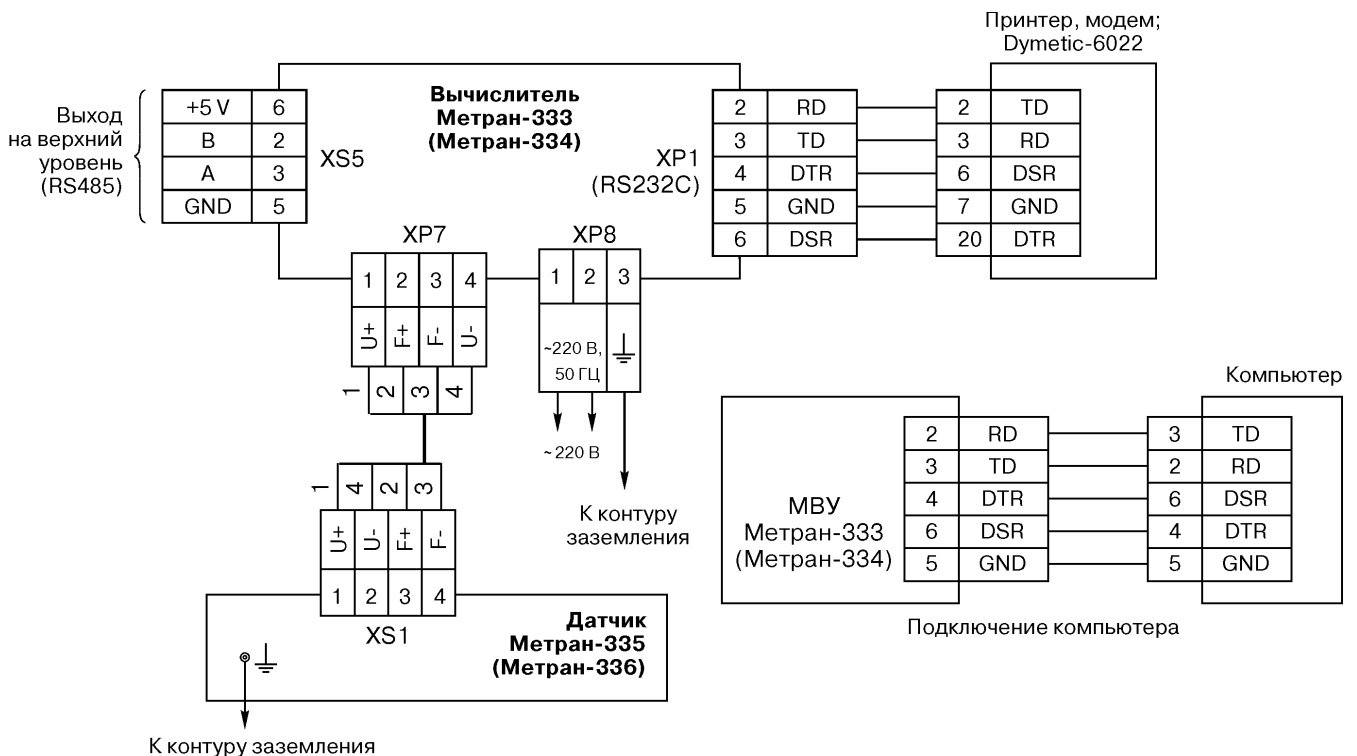 Принтер, модем;
Dymetic-6022
Выход
на верхний
уровень
(RS485)
+5 V 6
B 2
A 3
GND 5
XS5
Вычислитель
Метран-333
(Метран-334)
XP1
(RS232C)
2 RD
3 TD
4 DTR
5 GND
6 DSR
2 TD
3 RD
6 DSR
7 GND
20 DTR
XP7
1 2 3 4
U+ F+ F- U-
1 2 3 4
XP8
1 2 3
~220 В,
50 ГЦ
~220 В
К контуру
заземления
1 4 2 3
U+ U- F+ F-
1 2 3 4
XS1
Датчик
Метран-335
(Метран-336)
К контуру заземления
Компьютер
МВУ
Метран-333
(Метран-334)
2 RD
3 TD
4 DTR
6 DSR
5 GND
3 TD
2 RD
6 DSR
4 DTR
5 GND
Подключение компьютера